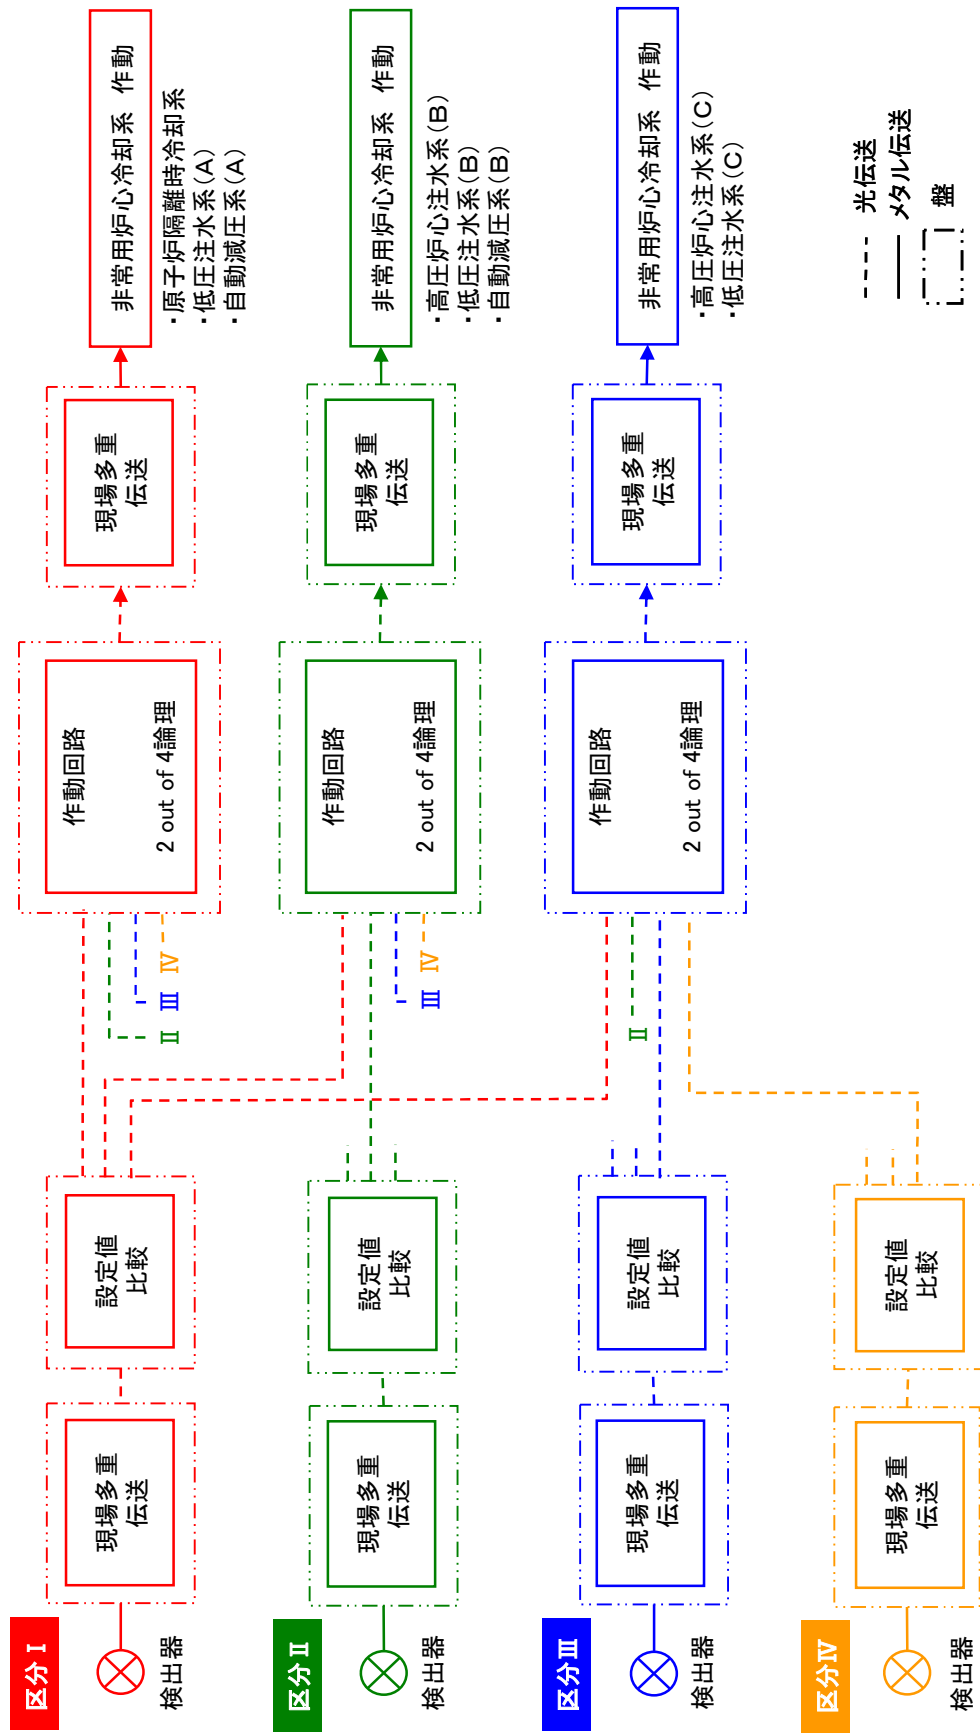 区分Ⅰ
検出器
現場多重
伝送
設定値
比較
Ⅱ
Ⅲ
Ⅳ
作動回路
2 out of 4論理
現場多重
伝送
非常用炉心冷却系 作動
・原子炉隔離時冷却系
・低圧注水系(A)
・自動減圧系(A)
区分Ⅱ
検出器
現場多重
伝送
設定値
比較
Ⅲ
Ⅳ
作動回路
2 out of 4論理
現場多重
伝送
非常用炉心冷却系 作動
・高圧炉心注水系(B)
・低圧注水系(B)
・自動減圧系(B)
区分Ⅲ
検出器
現場多重
伝送
設定値
比較
Ⅱ
作動回路
2 out of 4論理
現場多重
伝送
非常用炉心冷却系 作動
・高圧炉心注水系(C)
・低圧注水系(C)
区分Ⅳ
検出器
現場多重
伝送
設定値
比較
光伝送
メタル伝送
盤